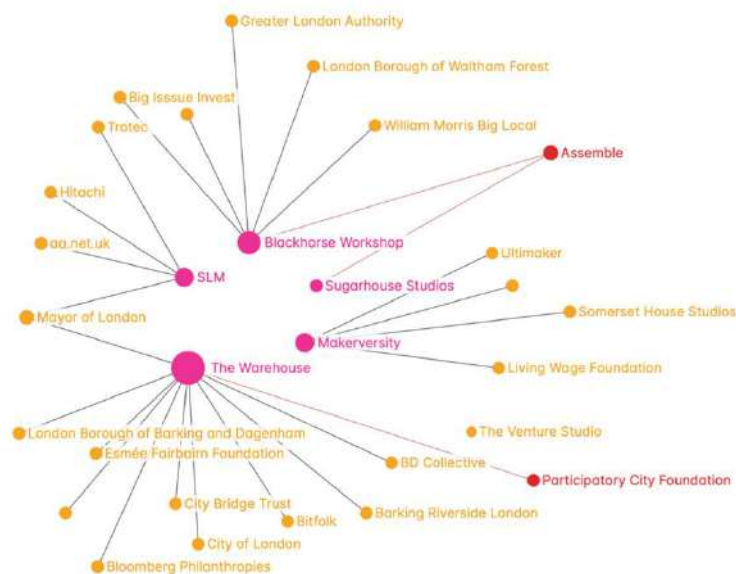 Greater London Authority
London Borough of Waltham Forest
Big Isssue Invest
Trotec
William Morris Big Local
Assemble
Hitachi
Blackhorse Workshop
aa.net.uk
Ultimaker
SLM
Sugarhouse Studios
Mayor of London
Somerset House Studios
Makerversity
The Warehouse
Living Wage Foundation
London Borough of Barking and Dagenham
The Venture Studio
Esmée Fairbairn Foundation
BD Collective
Participatory City Foundation
City Bridge Trust
Barking Riverside London
Bitfolk
City of London
Bloomberg Philanthropies